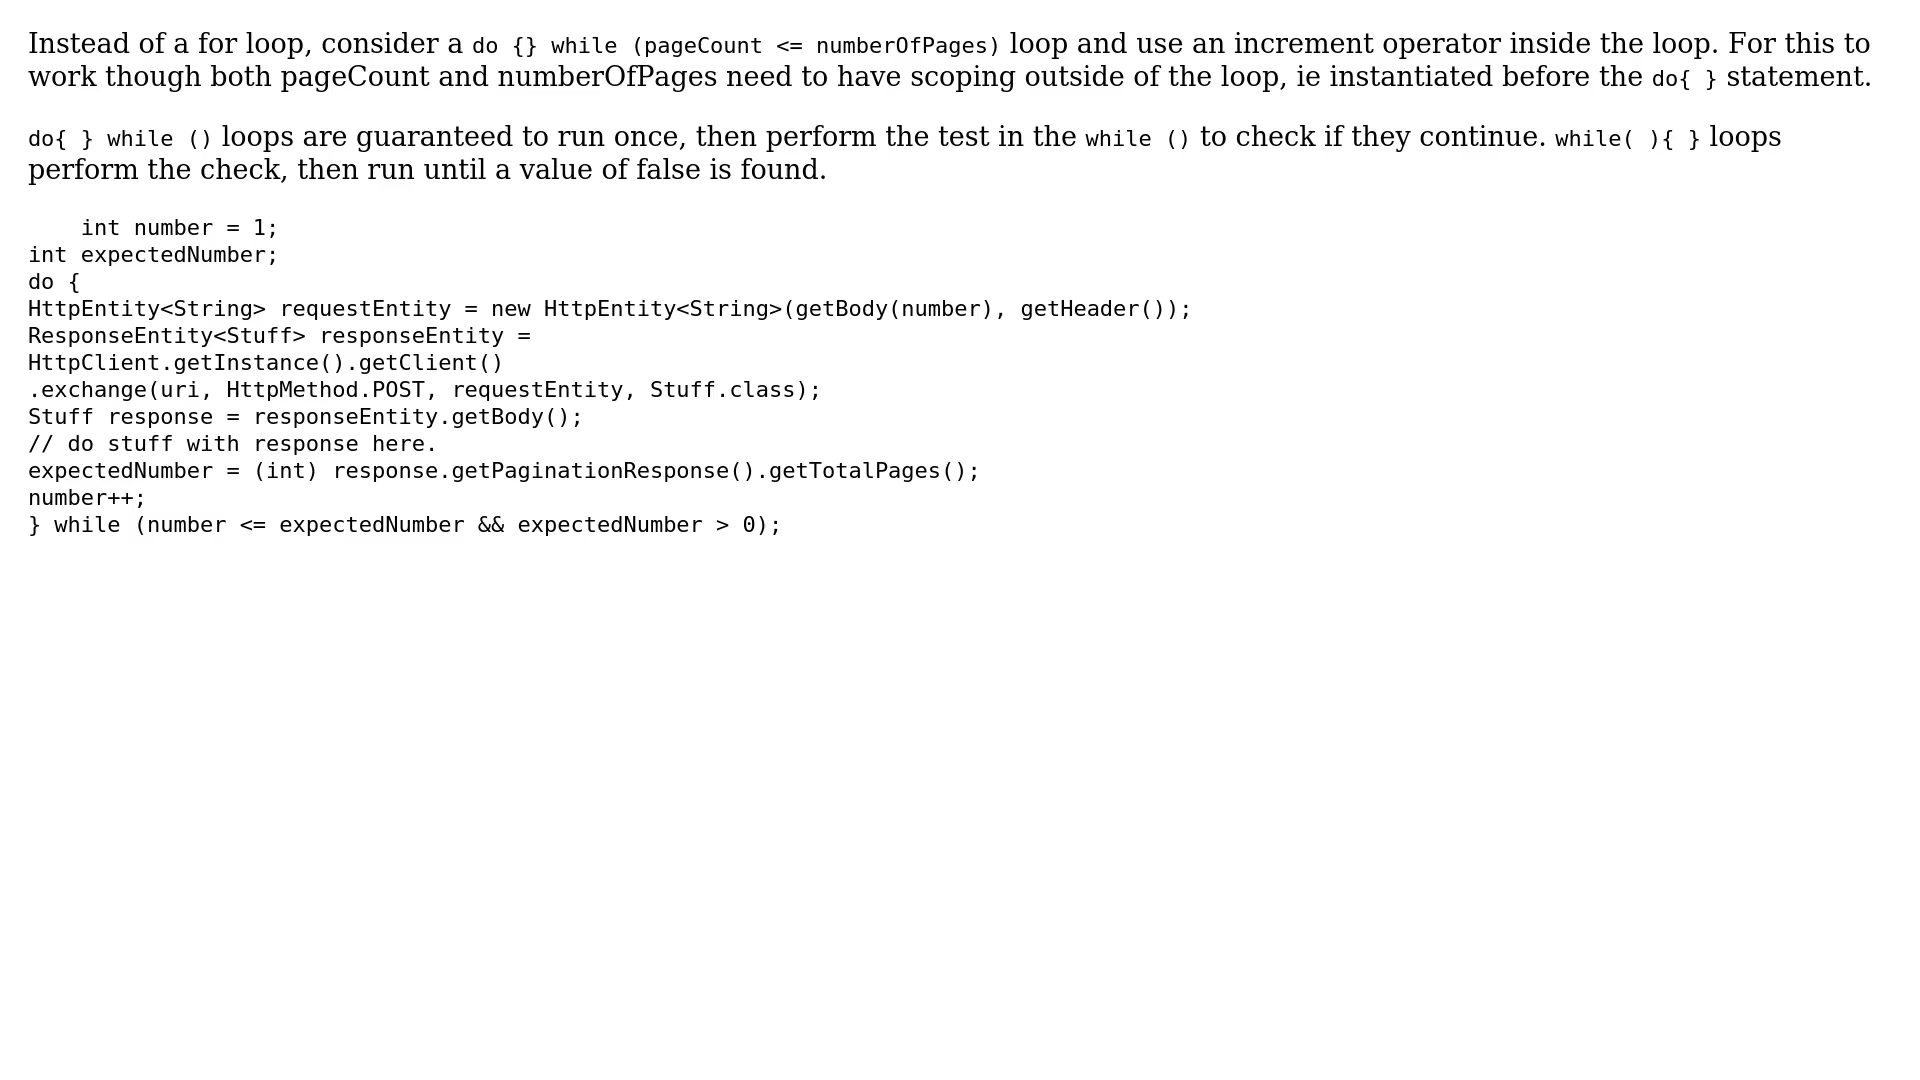 Instead of a for loop, consider a do {} while (pageCount <= numberOfPages) loop and use an increment operator inside the loop. For this to
work though both pageCount and numberOfPages need to have scoping outside of the loop, ie instantiated before the do{ } statement.
do{ } while () loops are guaranteed to run once, then perform the test in the while () to check if they continue. while( ){ } loops
perform the check, then run until a value of false is found.
    int number = 1;
int expectedNumber;
do {
HttpEntity<String> requestEntity = new HttpEntity<String>(getBody(number), getHeader());
ResponseEntity<Stuff> responseEntity =
HttpClient.getInstance().getClient()
.exchange(uri, HttpMethod.POST, requestEntity, Stuff.class);
Stuff response = responseEntity.getBody();
// do stuff with response here.
expectedNumber = (int) response.getPaginationResponse().getTotalPages();
number++;
} while (number <= expectedNumber && expectedNumber > 0);